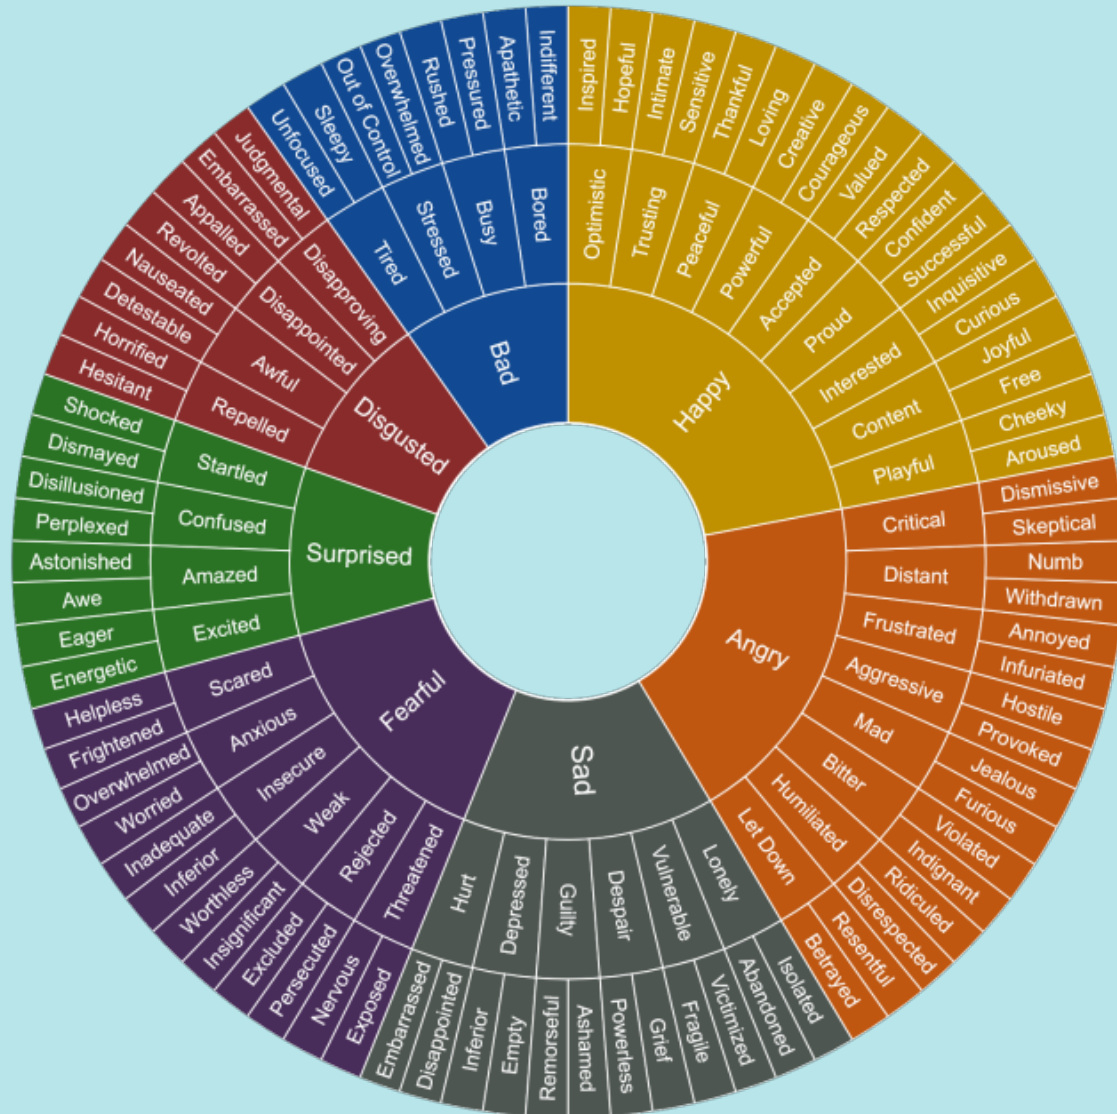 Happy
Optimistic
Trusting
Peaceful
Powerful
Accepted
Proud
Interested
Content
Playful
Inspired
Hopeful
Intimate
Sensitive
Thankful
Loving
Creative
Courageous
Valued
Respected
Confident
Successful
Inquisitive
Curious
Joyful
Free
Cheeky
Aroused
Angry
Critical
Distant
Frustrated
Aggressive
Mad
Bitter
Humiliated
Let Down
Dismissive
Skeptical
Numb
Withdrawn
Annoyed
Infuriated
Hostile
Provoked
Jealous
Furious
Violated
Indignant
Ridiculed
Disrespected
Resentful
Betrayed
Sad
Lonely
Vulnerable
Despair
Guilty
Depressed
Hurt
Isolated
Abandoned
Victimized
Fragile
Grief
Powerless
Ashamed
Remorseful
Empty
Inferior
Disappointed
Embarrassed
Fearful
Threatened
Rejected
Weak
Insecure
Anxious
Scared
Exposed
Nervous
Persecuted
Excluded
Insignificant
Worthless
Inferior
Inadequate
Worried
Overwhelmed
Frightened
Helpless
Surprised
Excited
Amazed
Confused
Startled
Energetic
Eager
Awe
Astonished
Perplexed
Disillusioned
Dismayed
Shocked
Disgusted
Repelled
Awful
Disappointed
Disapproving
Hesitant
Horrified
Detestable
Nauseated
Revolted
Appalled
Embarrassed
Judgmental
Bad
Tired
Stressed
Busy
Bored
Unfocused
Sleepy
Out of Control
Overwhelmed
Rushed
Pressured
Apathetic
Indifferent